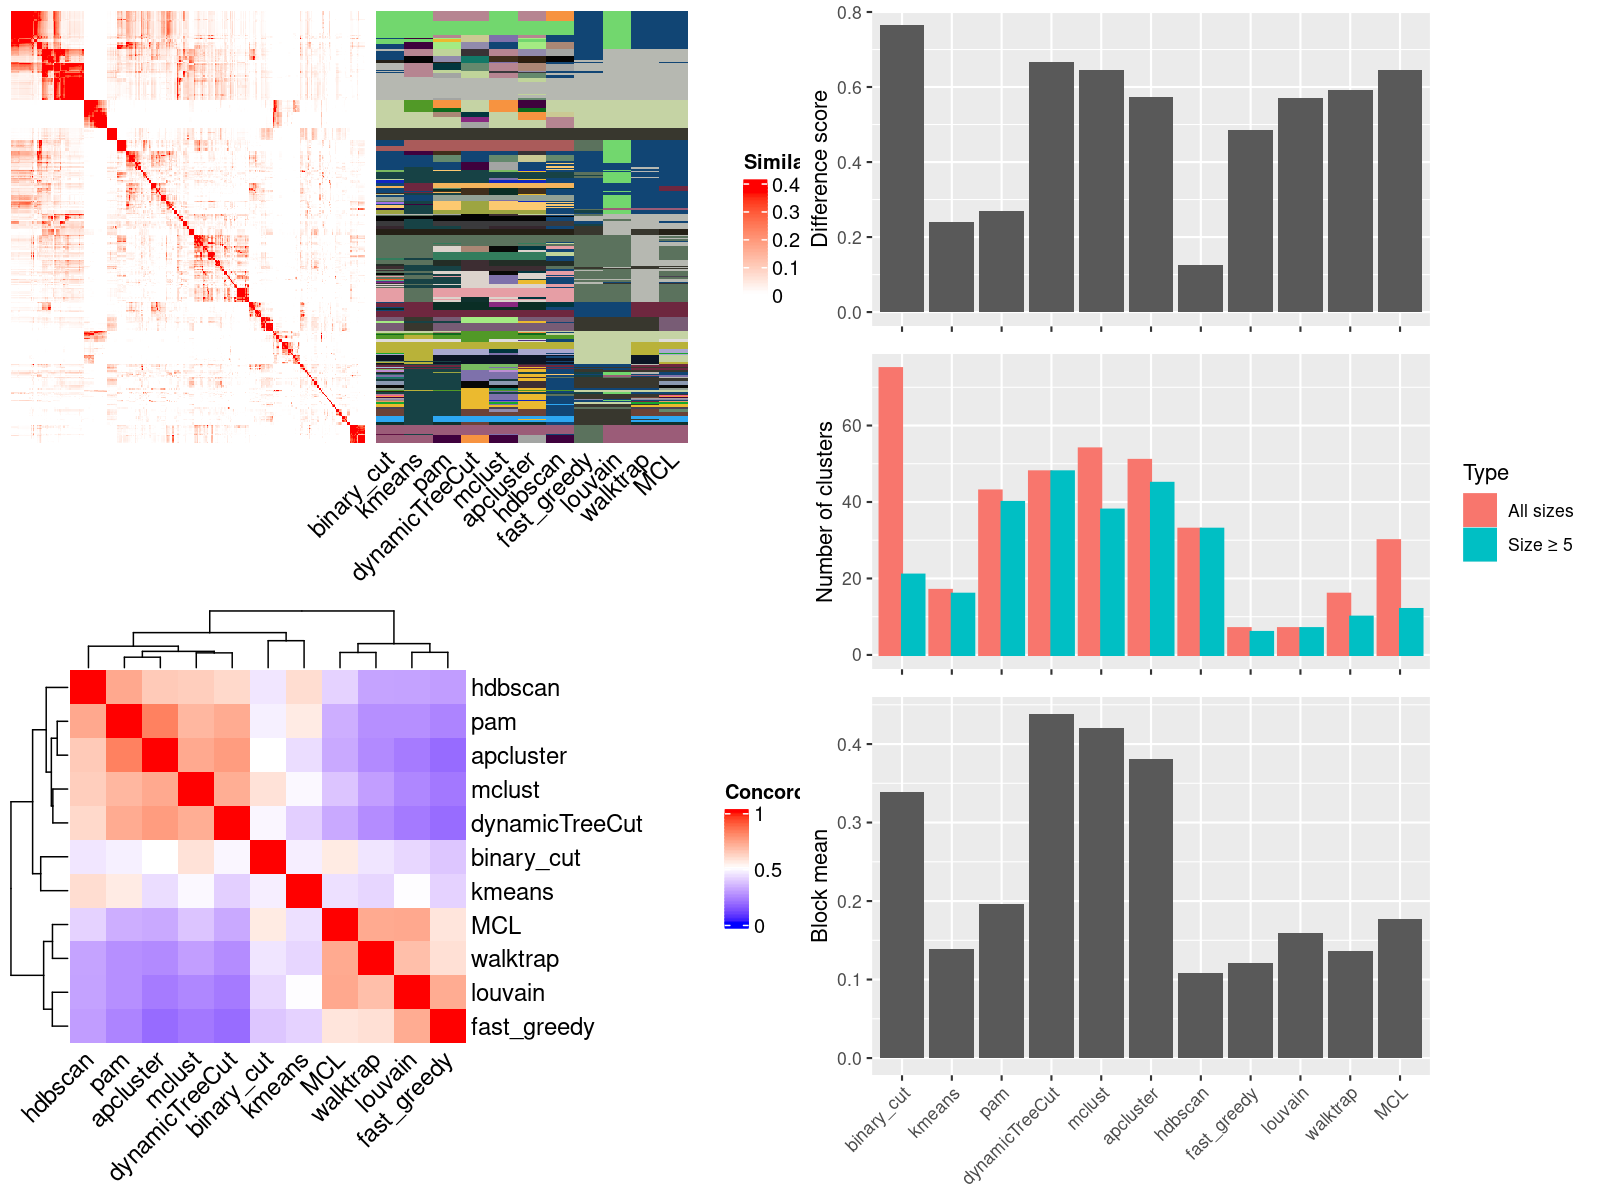 Simila
0.4
0.3
0.2
0.1
0
binary_cut
kmeans
pam
dynamicTreeCut
mclust
apcluster
hdbscan
fast_greedy
louvain
walktrap
MCL
hdbscan
pam
apcluster
mclust
dynamicTreeCut
binary_cut
kmeans
MCL
walktrap
louvain
fast_greedy
hdbscan
pam
apcluster
mclust
dynamicTreeCut
binary_cut
kmeans
MCL
walktrap
louvain
fast_greedy
Concord
1
0.5
0
Difference score
0.8
0.6
0.4
0.2
0.0
Number of clusters
60
40
20
0
Type
All sizes
Size ≥ 5
Block mean
0.4
0.3
0.2
0.1
0.0
binary_cut
kmeans
pam
dynamicTreeCut
mclust
apcluster
hdbscan
fast_greedy
louvain
walktrap
MCL